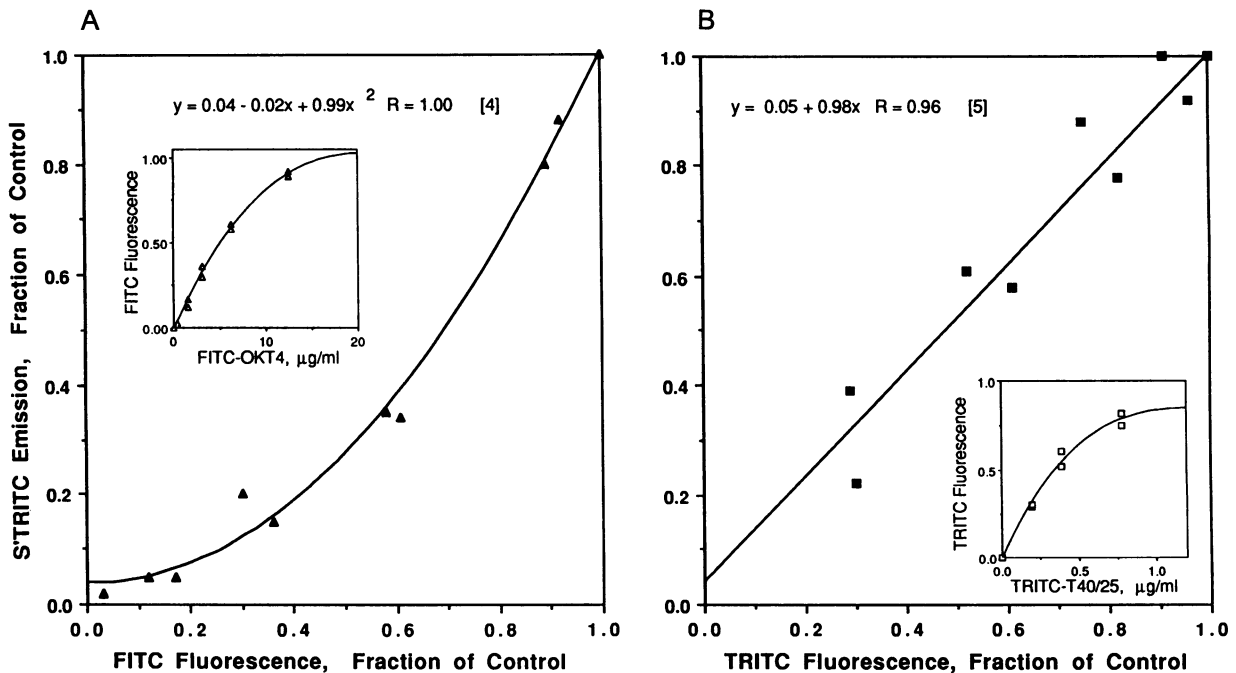 A
B
S'TRITC Emission, Fraction of Control
1.0
0.8
0.6
0.4
0.2
0.0
y = 0.04 - 0.02x + 0.99x 2 R = 1.00 [4]
FITC Fluorescence
1.00
0.50
0.00
0 10 20
FITC-OKT4, µg/ml
0.0 0.2 0.4 0.6 0.8 1.0
FITC Fluorescence, Fraction of Control
1.0
0.8
0.6
0.4
0.2
0.0
y = 0.05 + 0.98x R = 0.96 [5]
TRITC Fluorescence
1.0
0.5
0.0
0.0 0.5 1.0
TRITC-T40/25, µg/ml
0.0 0.2 0.4 0.6 0.8 1.0
TRITC Fluorescence, Fraction of Control